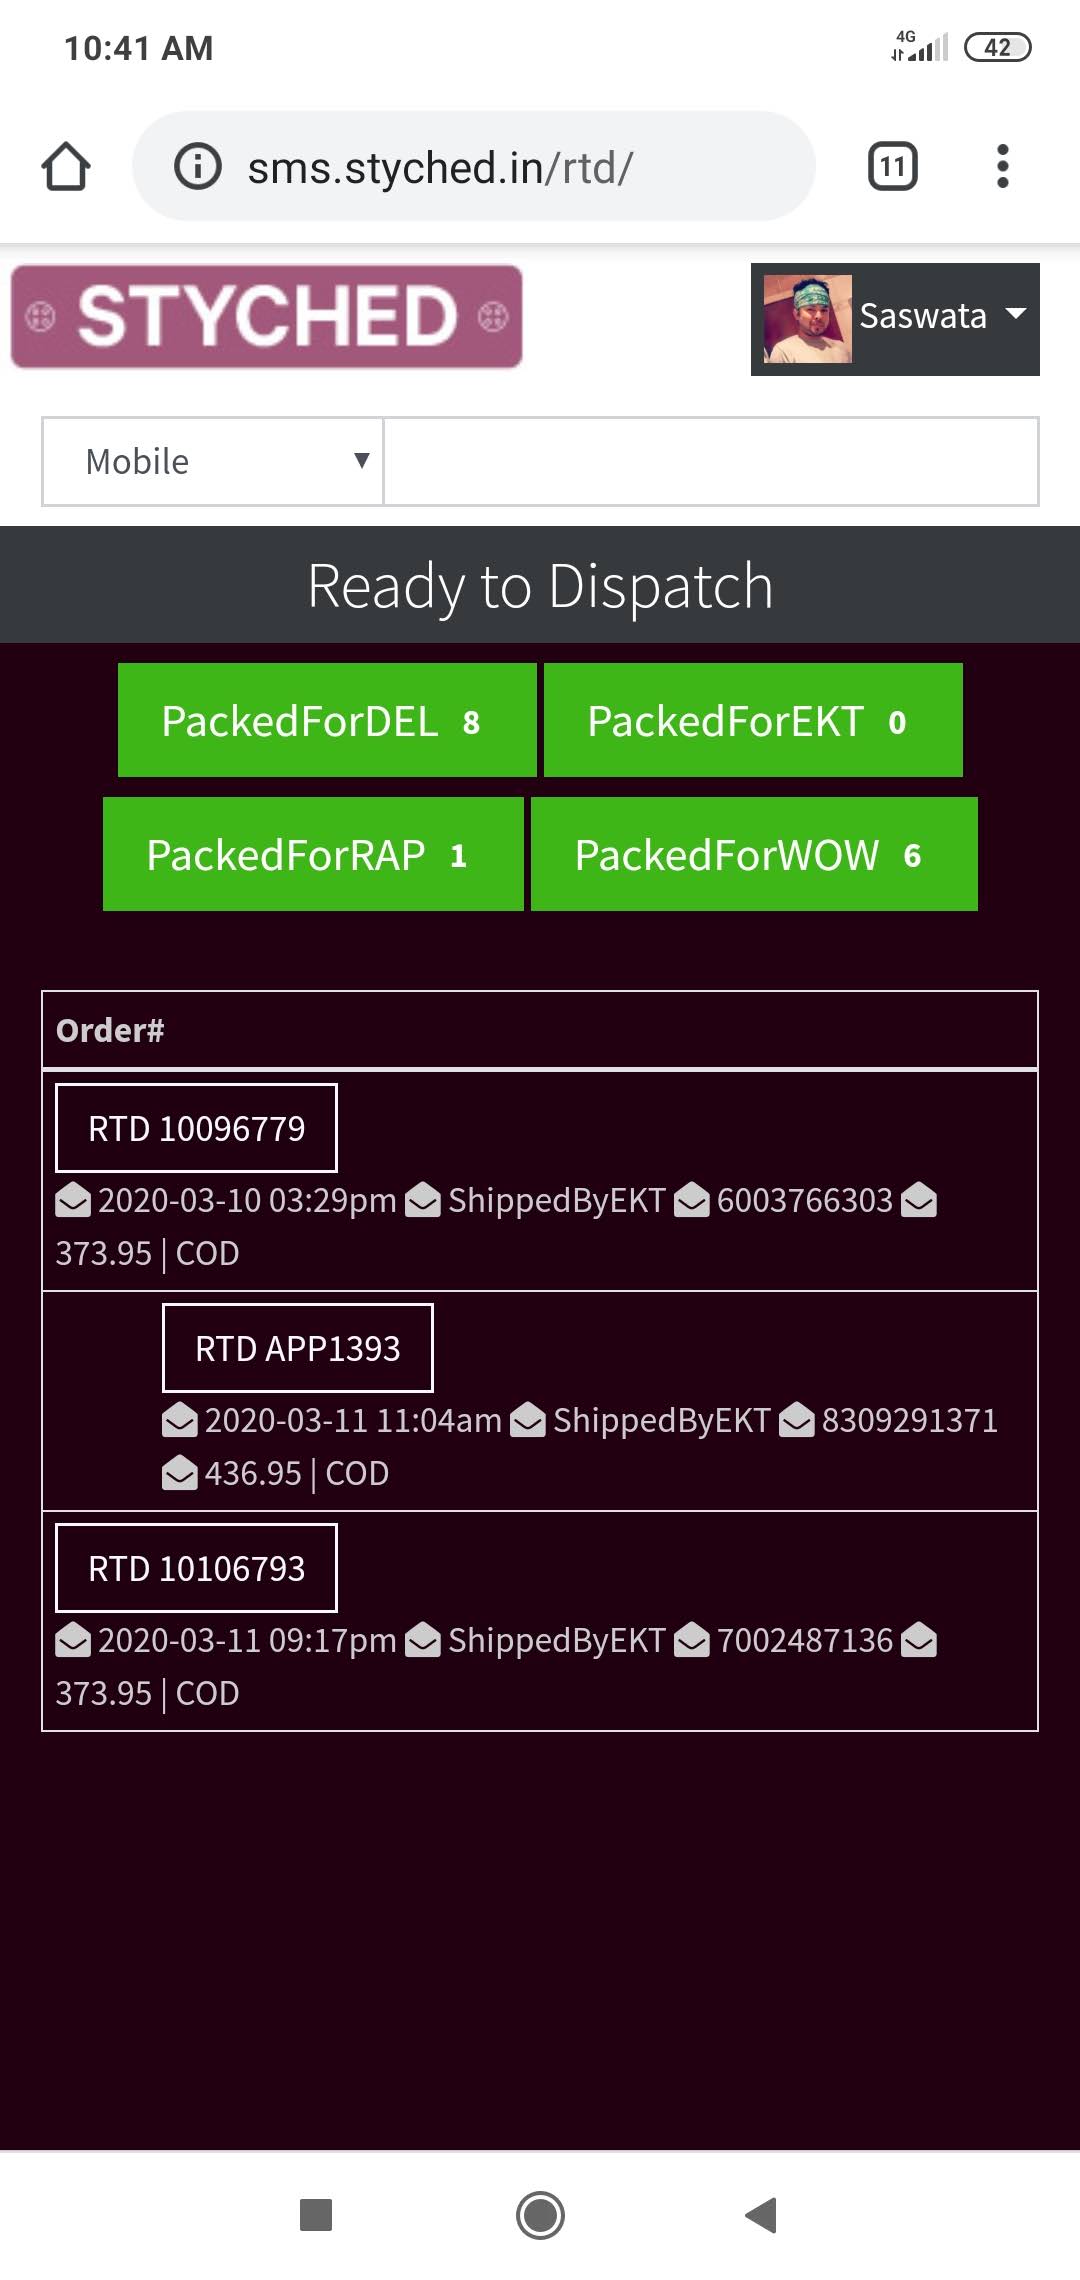 10:41 AM
4G
42
sms.styched.in/rtd/
11
STYCHED
Saswata
Mobile
Ready to Dispatch
PackedForDEL 8
PackedForEKT 0
PackedForRAP 1
PackedForWOW 6
Order#
RTD 10096779
2020-03-10 03:29pm ShippedByEKT 6003766303
373.95 | COD
RTD APP1393
2020-03-11 11:04am ShippedByEKT 8309291371
436.95 | COD
RTD 10106793
2020-03-11 09:17pm ShippedByEKT 7002487136
373.95 | COD